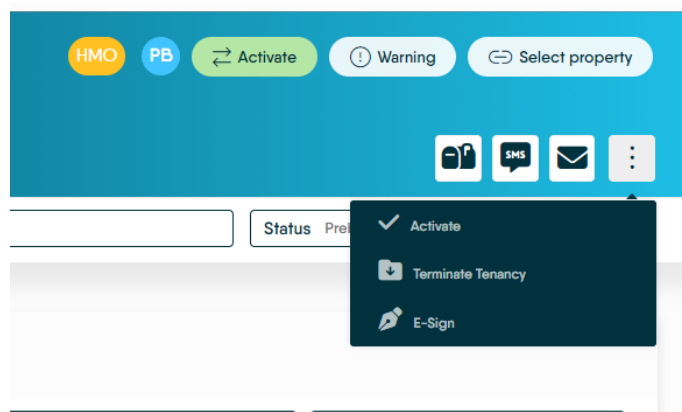 HMO PB Activate Warning Select property
SMS
Status
Activate
Terminate Tenancy
E-Sign